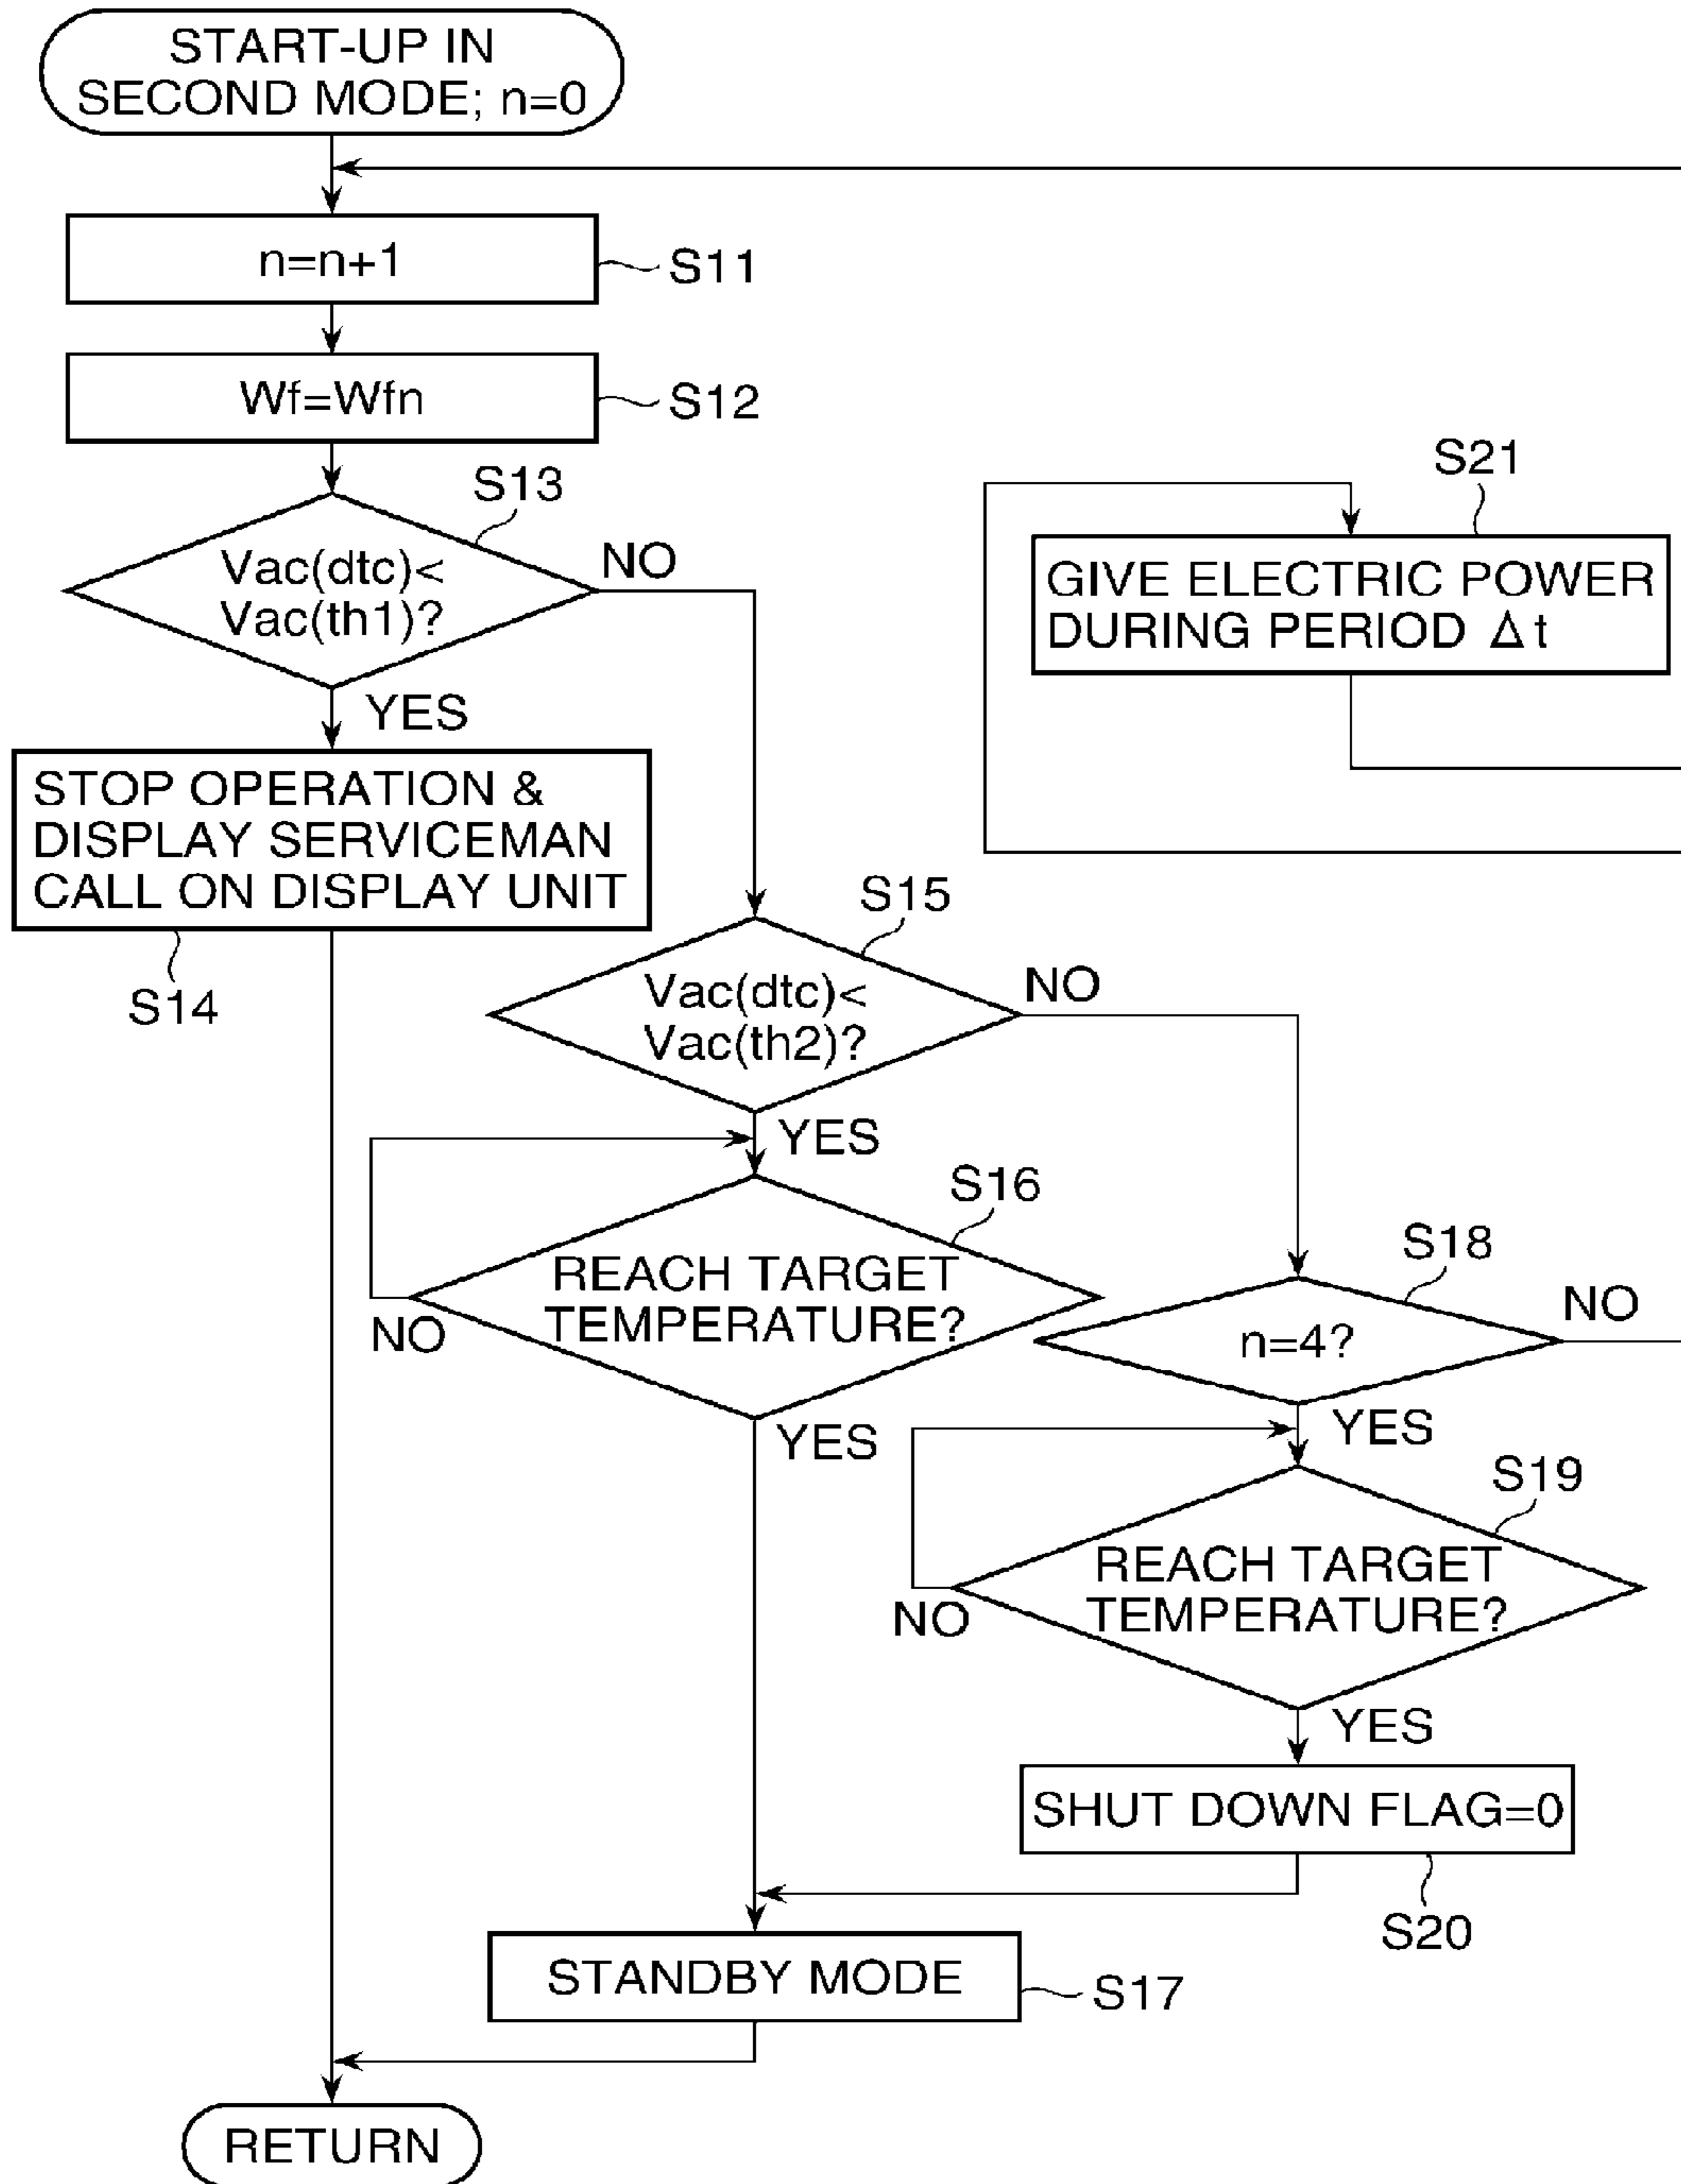 START-UP IN
SECOND MODE; n=0
n=n+1
S11
Wf=Wfn
S12
S13
Vac(dtc)<
Vac(th1)?
NO
YES
S21
GIVE ELECTRIC POWER
DURING PERIOD Δt
STOP OPERATION &
DISPLAY SERVICEMAN
CALL ON DISPLAY UNIT
S14
S15
Vac(dtc)<
Vac(th2)?
NO
YES
S16
REACH TARGET
TEMPERATURE?
NO
YES
S18
n=4?
NO
YES
S19
REACH TARGET
TEMPERATURE?
NO
YES
SHUT DOWN FLAG=0
S20
STANDBY MODE
S17
RETURN